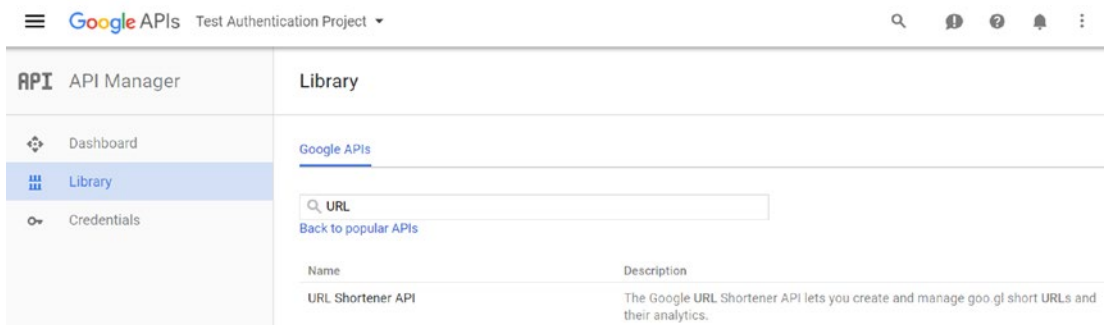 Google APIs Test Authentication Project
API API Manager
Library
Dashboard
Library
Credentials
Google APIs
URL
Back to popular APIs
Name Description
URL Shortener API The Google URL Shortener API lets you create and manage goo.gl short URLs and
their analytics.